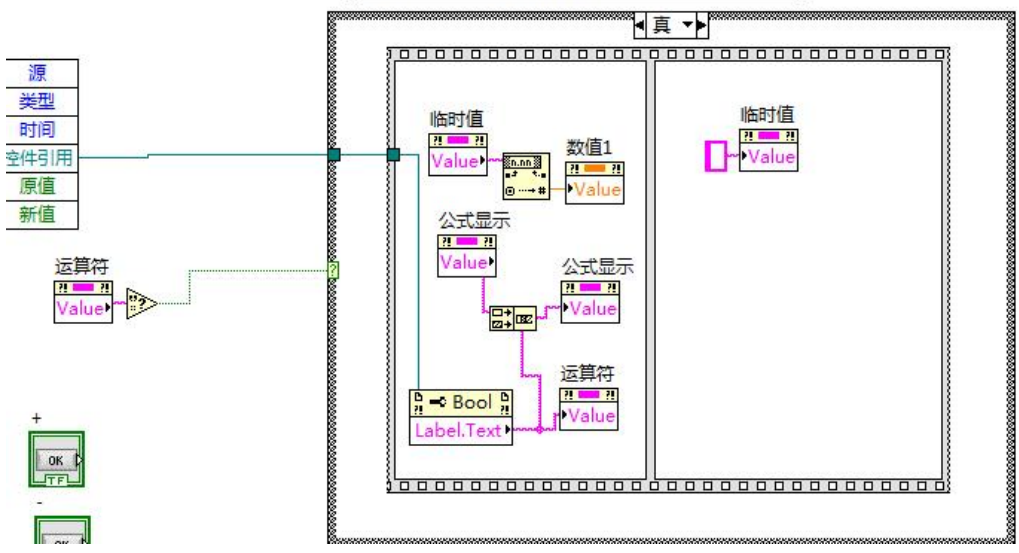 真
源
类型
时间
控件引用
原值
新值
临时值
Value
n.nn
数值1
Value
临时值
Value
公式显示
Value
公式显示
Value
运算符
Value
?
?
Bool
Label.Text
运算符
Value
+
OK
TF
-
OK